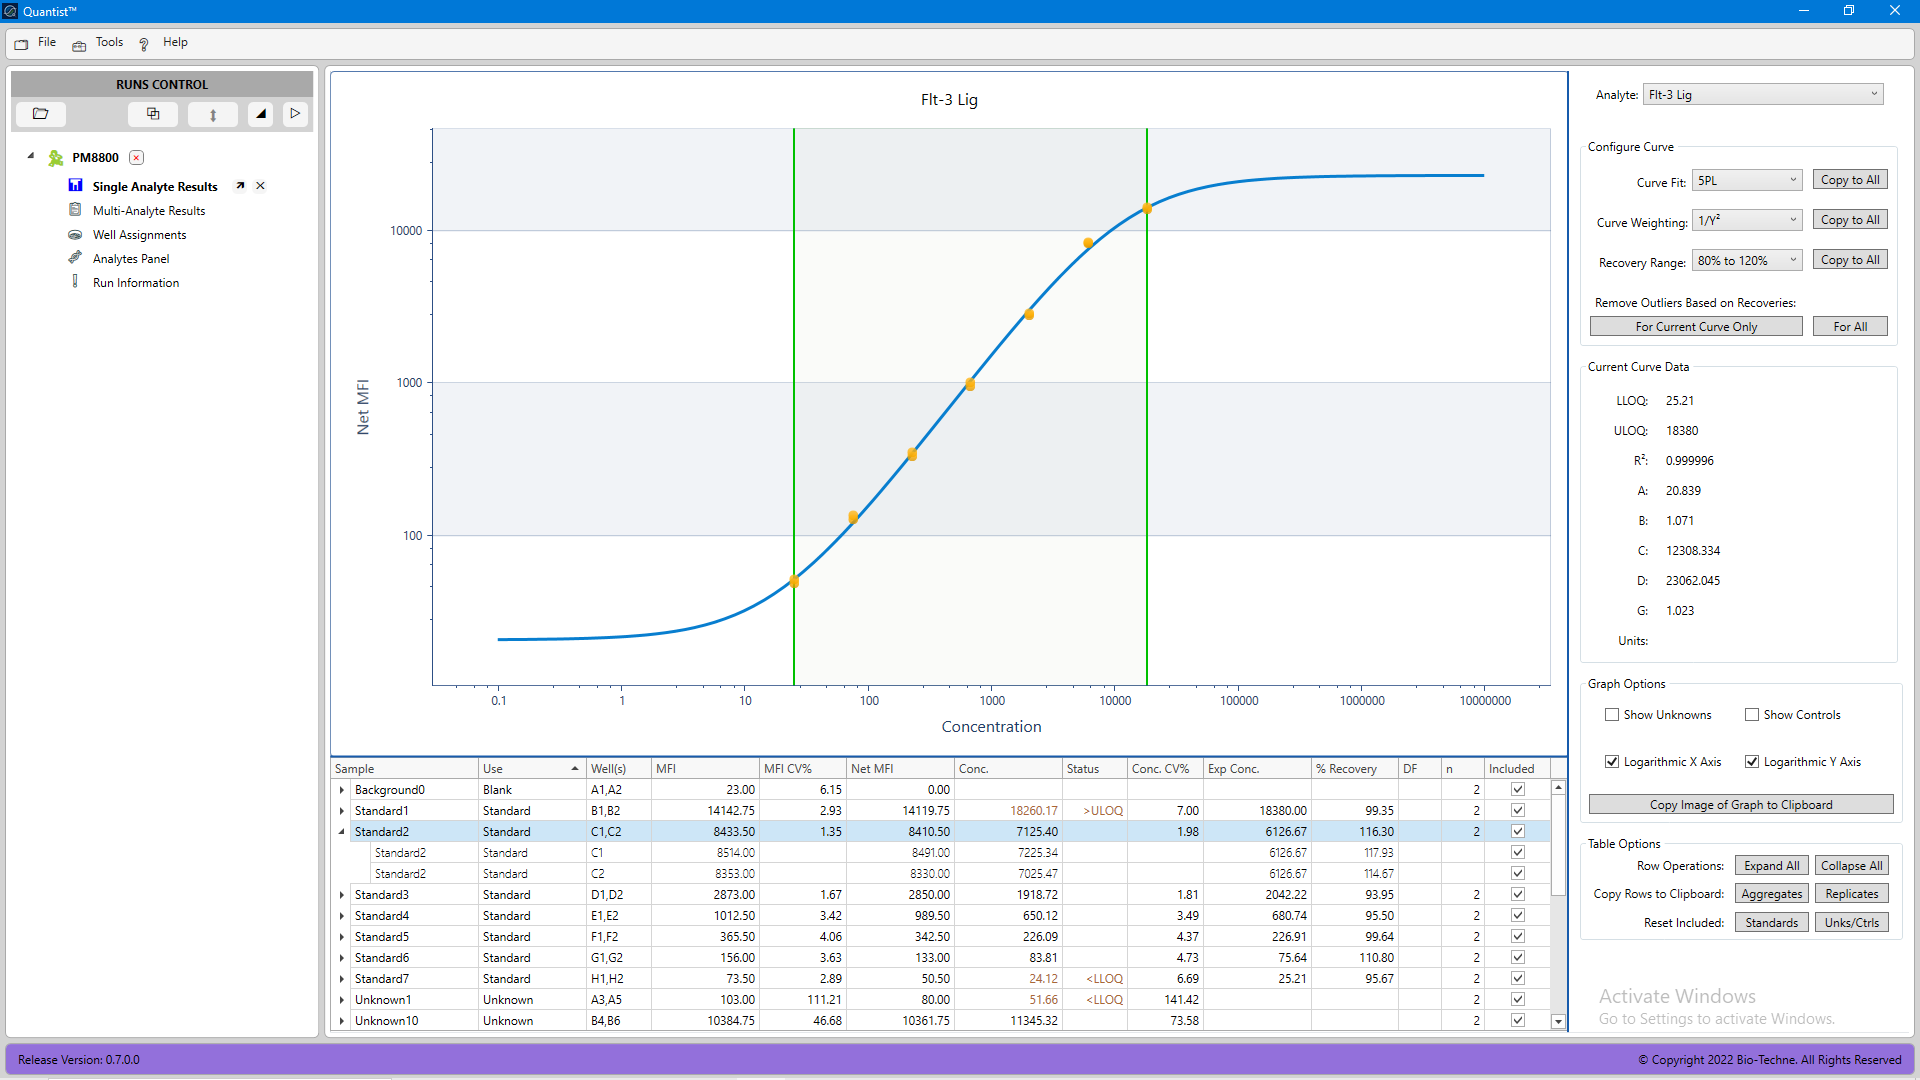 Quantist™
File Tools Help
RUNS CONTROL
PM8800
Single Analyte Results
Multi-Analyte Results
Well Assignments
Analytes Panel
Run Information
Flt-3 Lig
Net MFI
10000
1000
100
0.1 1 10 100 1000 10000 100000 1000000 10000000
Concentration
Sample Use Well(s) MFI MFI CV% Net MFI Conc. Status Conc. CV% Exp Conc. % Recovery DF n Included
Background0 Blank A1,A2 23.00 6.15 0.00 2
Standard1 Standard B1,B2 14142.75 2.93 14119.75 18260.17 >ULOQ 7.00 18380.00 99.35 2
Standard2 Standard C1,C2 8433.50 1.35 8410.50 7125.40 1.98 6126.67 116.30 2
Standard2 Standard C1 8514.00 8491.00 7225.34 6126.67 117.93
Standard2 Standard C2 8353.00 8330.00 7025.47 6126.67 114.67
Standard3 Standard D1,D2 2873.00 1.67 2850.00 1918.72 1.81 2042.22 93.95 2
Standard4 Standard E1,E2 1012.50 3.42 989.50 650.12 3.49 680.74 95.50 2
Standard5 Standard F1,F2 365.50 4.06 342.50 226.09 4.37 226.91 99.64 2
Standard6 Standard G1,G2 156.00 3.63 133.00 83.81 4.73 75.64 110.80 2
Standard7 Standard H1,H2 73.50 2.89 50.50 24.12 <LLOQ 6.69 25.21 95.67 2
Unknown1 Unknown A3,A5 103.00 111.21 80.00 51.66 <LLOQ 141.42 2
Unknown10 Unknown B4,B6 10384.75 46.68 10361.75 11345.32 73.58 2
Analyte: Flt-3 Lig
Configure Curve
Curve Fit: 5PL Copy to All
Curve Weighting: 1/Y² Copy to All
Recovery Range: 80% to 120% Copy to All
Remove Outliers Based on Recoveries:
For Current Curve Only For All
Current Curve Data
LLOQ: 25.21
ULOQ: 18380
R²: 0.999996
A: 20.839
B: 1.071
C: 12308.334
D: 23062.045
G: 1.023
Units:
Graph Options
Show Unknowns Show Controls
Logarithmic X Axis Logarithmic Y Axis
Copy Image of Graph to Clipboard
Table Options
Row Operations: Expand All Collapse All
Copy Rows to Clipboard: Aggregates Replicates
Reset Included: Standards Unks/Ctrls
Activate Windows
Go to Settings to activate Windows.
Release Version: 0.7.0.0
© Copyright 2022 Bio-Techne. All Rights Reserved